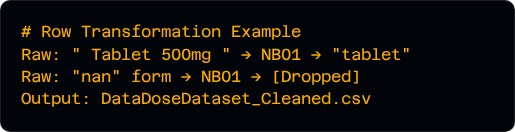 # Row Transformation Example
Raw: " Tablet 500mg " → NB01 → "tablet"
Raw: "nan" form → NB01 → [Dropped]
Output: DataDoseDataset_Cleaned.csv